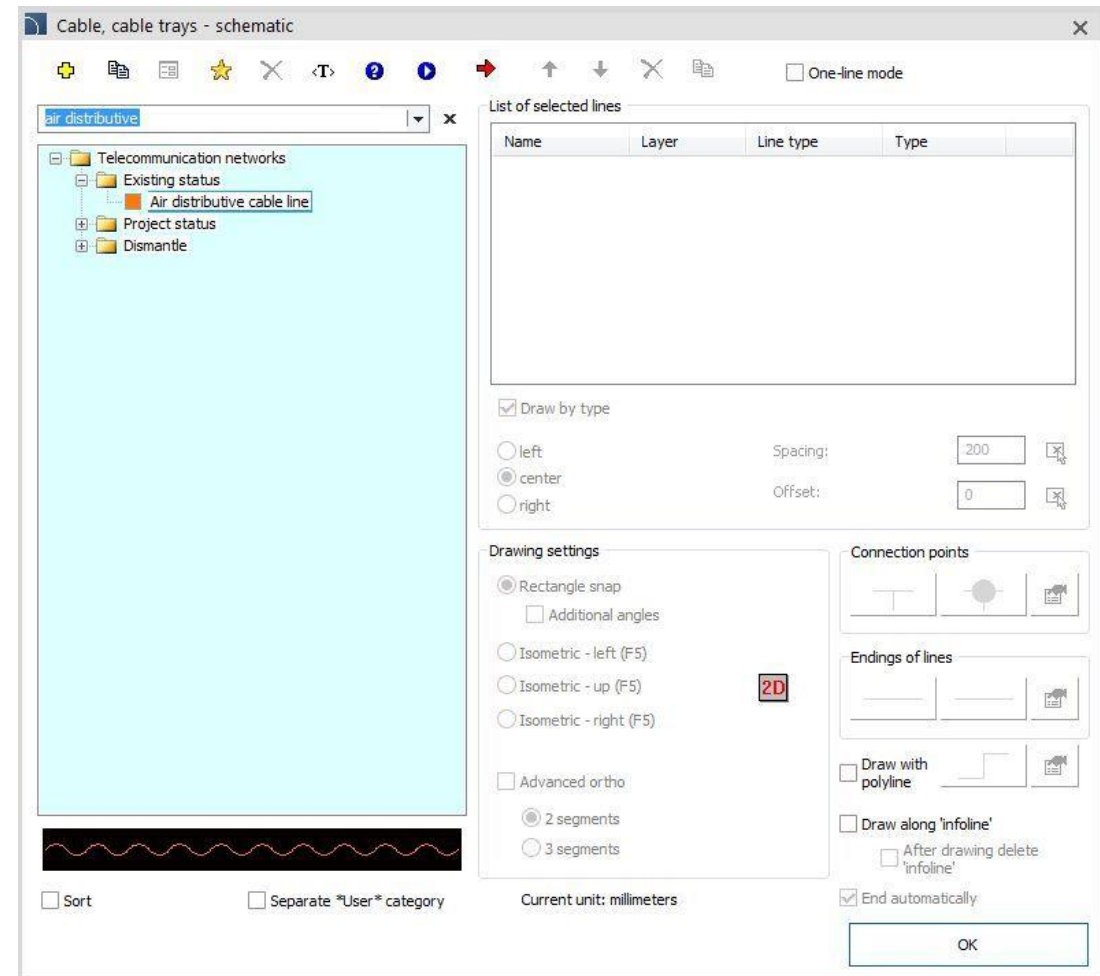 Cable, cable trays - schematic
<T>
One-line mode
air distributive
Telecommunication networks
Existing status
Air distributive cable line
Project status
Dismantle
Sort
Separate *User* category
List of selected lines
Name Layer Line type Type
Draw by type
left
center
right
Spacing: 200
Offset: 0
Drawing settings
Rectangle snap
Additional angles
Isometric - left (F5)
Isometric - up (F5)
Isometric - right (F5)
2D
Advanced ortho
2 segments
3 segments
Current unit: millimeters
Connection points
Endings of lines
Draw with
polyline
Draw along 'infoline'
After drawing delete
'infoline'
End automatically
OK